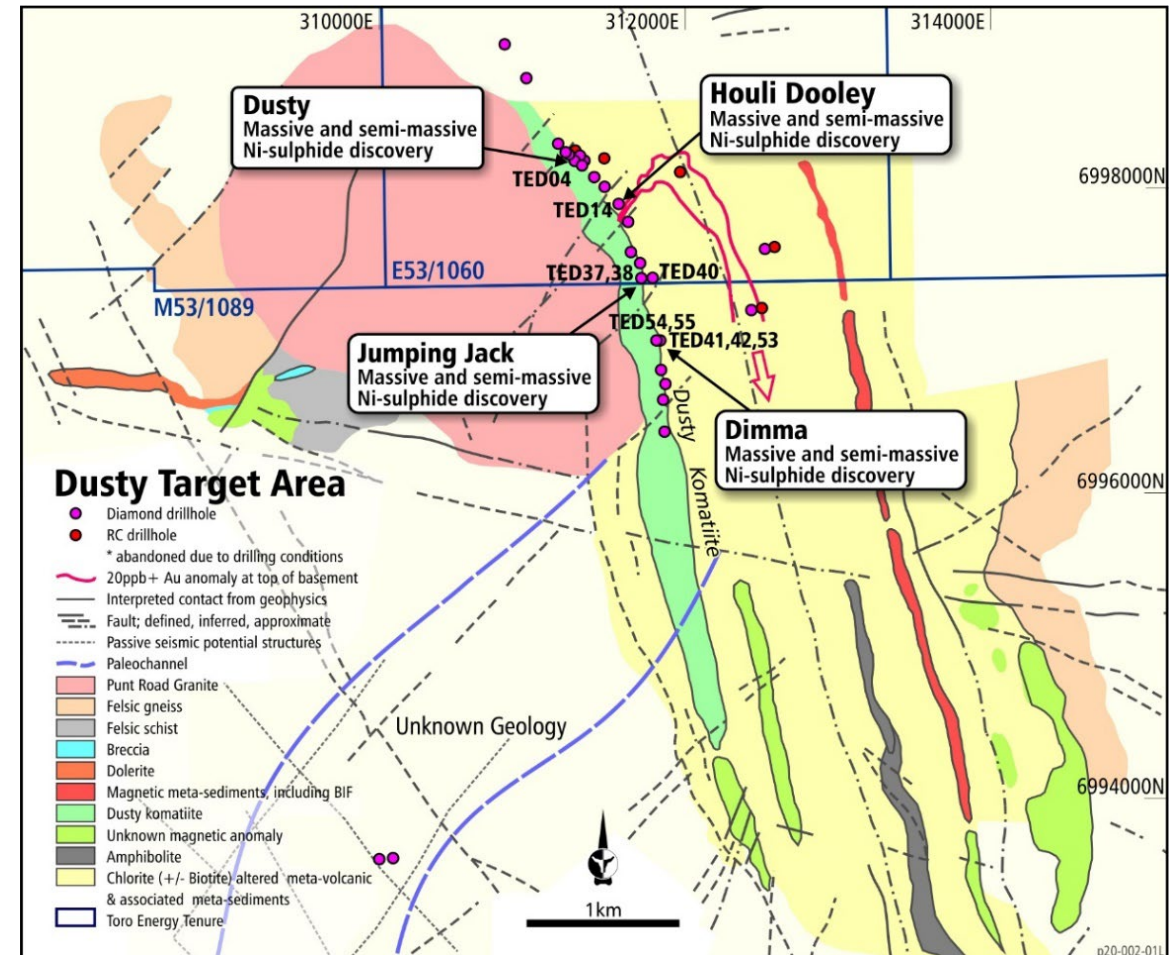 310000E
312000E
314000E
Dusty
Massive and semi-massive
Ni-sulphide discovery
Houli Dooley
Massive and semi-massive
Ni-sulphide discovery
6998000N
TED04
TED14
E53/1060
TED37,38
TED40
M53/1089
TED54,55
TED41,42,53
Jumping Jack
Massive and semi-massive
Ni-sulphide discovery
Dusty Komatiite
Dimma
Massive and semi-massive
Ni-sulphide discovery
6996000N
Dusty Target Area
Diamond drillhole
RC drillhole
* abandoned due to drilling conditions
20ppb+ Au anomaly at top of basement
Interpreted contact from geophysics
Fault; defined, inferred, approximate
Passive seismic potential structures
Paleochannel
Punt Road Granite
Felsic gneiss
Felsic schist
Breccia
Dolerite
Magnetic meta-sediments, including BIF
Dusty komatiite
Unknown magnetic anomaly
Amphibolite
Chlorite (+/- Biotite) altered meta-volcanic
& associated meta-sediments
Toro Energy Tenure
Unknown Geology
6994000N
1km
p20-002-01L